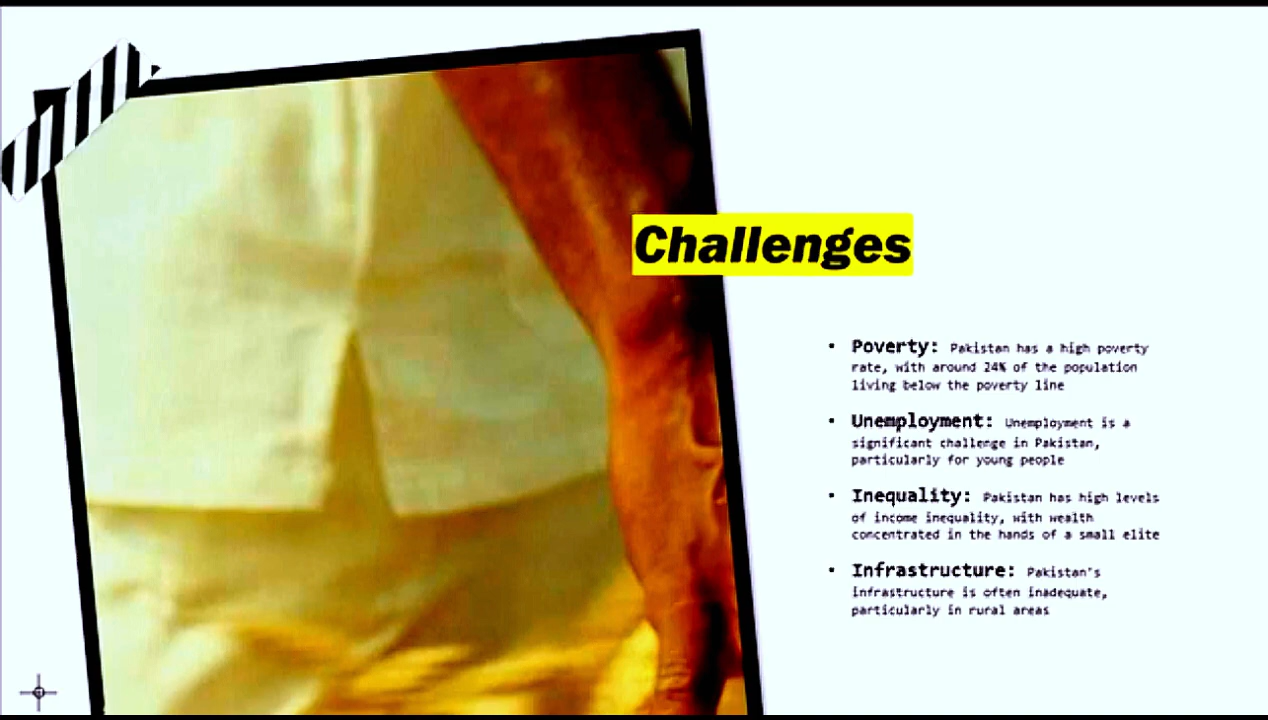 Challenges
• Poverty: Pakistan has a high poverty
rate, with around 24% of the population
living below the poverty line
• Unemployment: Unemployment is a
significant challenge in Pakistan,
particularly for young people
• Inequality: Pakistan has high levels
of income inequality, with wealth
concentrated in the hands of a small elite
• Infrastructure: Pakistan's
infrastructure is often inadequate,
particularly in rural areas